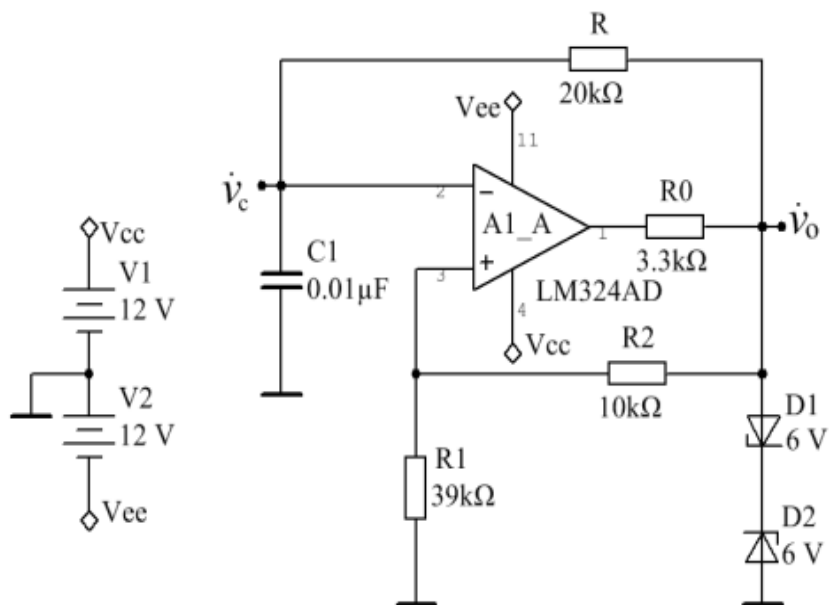 R
20kΩ
Vee
11
v̇c
2
−
A1_A
1
R0
3.3kΩ
v̇o
Vcc
V1
12 V
C1
0.01μF
+
3
LM324AD
4
Vcc
R2
10kΩ
V2
12 V
D1
6 V
R1
39kΩ
Vee
D2
6 V